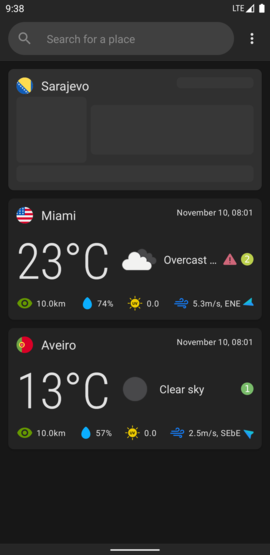 9:38 LTE
Search for a place
Sarajevo
Miami November 10, 08:01
23°C Overcast ... 2
10.0km 74% 0.0 5.3m/s, ENE
Aveiro November 10, 08:01
13°C Clear sky 1
10.0km 57% 0.0 2.5m/s, SEbE